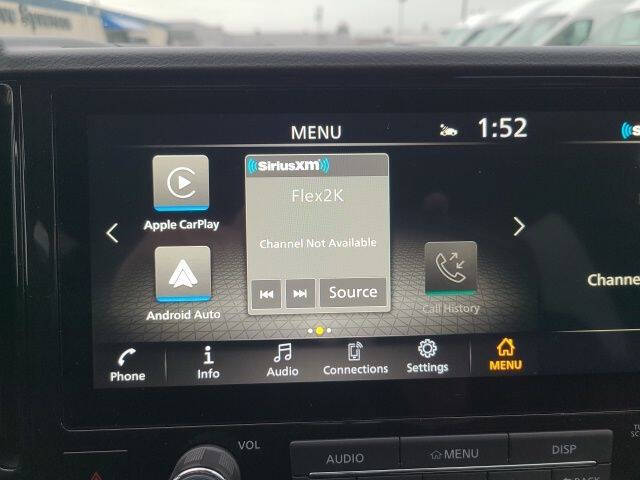 MENU
1:52
SiriusXM
Flex2K
Apple CarPlay
Channel Not Available
Source
Call History
Android Auto
Channe
Phone
Info
Audio
Connections
Settings
MENU
VOL
AUDIO
MENU
DISP
BACK